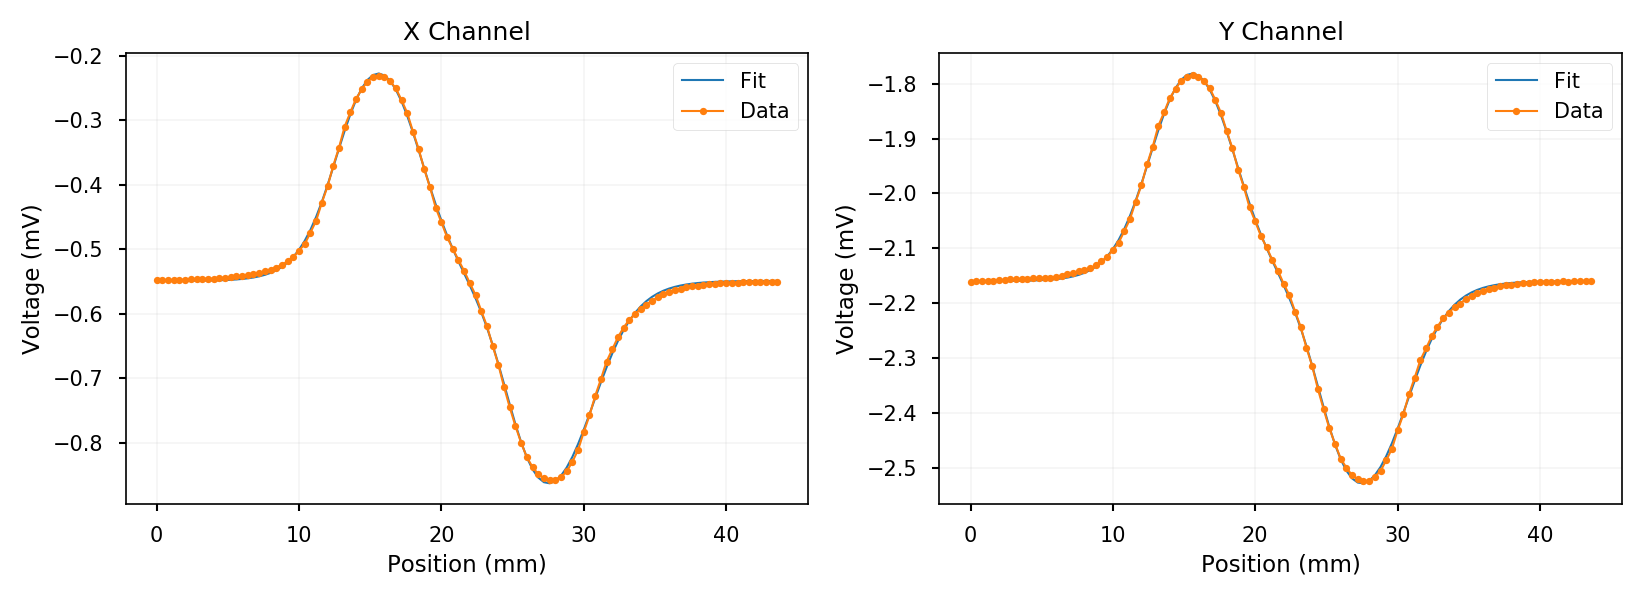 X Channel
Fit
Data
−0.2
−0.3
−0.4
−0.5
−0.6
−0.7
−0.8
Voltage (mV)
0 10 20 30 40
Position (mm)
Y Channel
Fit
Data
−1.8
−1.9
−2.0
−2.1
−2.2
−2.3
−2.4
−2.5
Voltage (mV)
0 10 20 30 40
Position (mm)